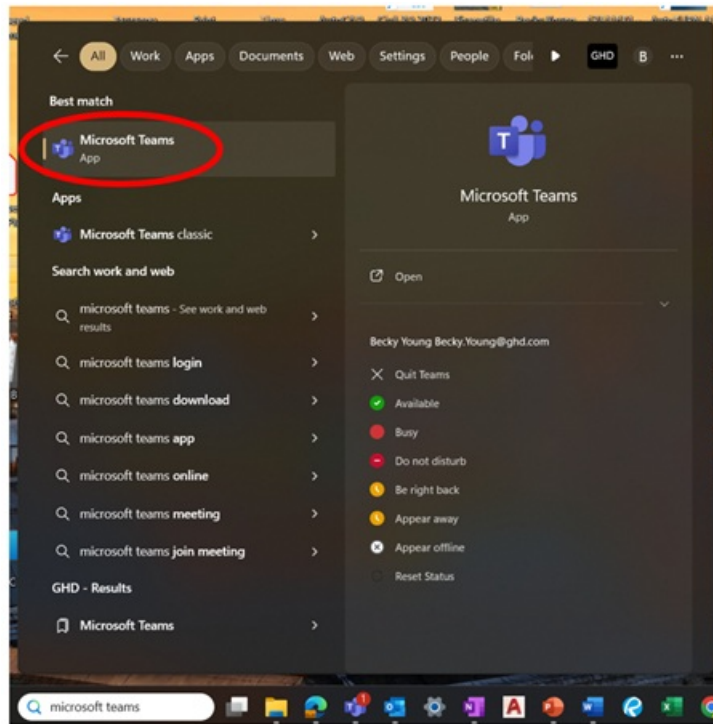 All Work Apps Documents Web Settings People Fol GHD B ...
Best match
Microsoft Teams
App
Apps
Microsoft Teams classic
Search work and web
microsoft teams - See work and web
results
microsoft teams login
microsoft teams download
microsoft teams app
microsoft teams online
microsoft teams meeting
microsoft teams join meeting
GHD - Results
Microsoft Teams
Microsoft Teams
App
Open
Becky Young Becky.Young@ghd.com
Quit Teams
Available
Busy
Do not disturb
Be right back
Appear away
Appear offline
Reset Status
microsoft teams